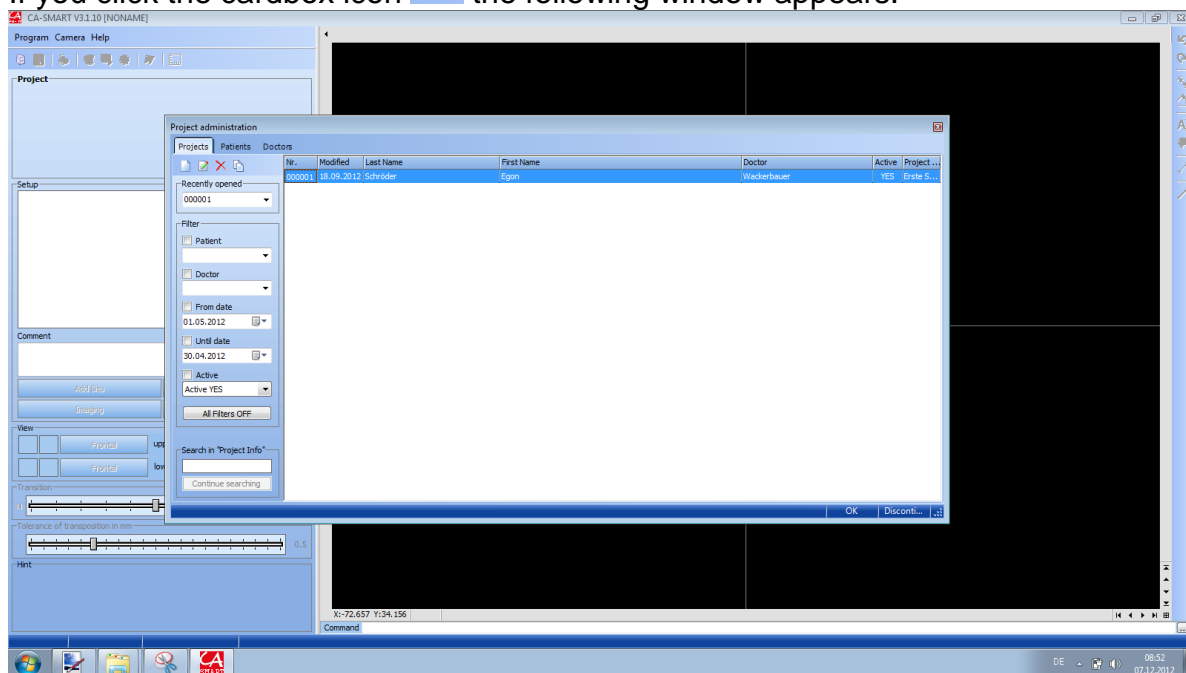 If you click the cardbox icon the following window appears:
CA-SMART V3.1.10 [NONAME]
Program Camera Help
Project
Setup
Comment
Add Situ
Imaging
View
Frontal upp
Frontal low
Transition
Tolerance of transposition in mm
0.5
Hint
Project administration
Projects Patients Doctors
Recently opened
000001
Filter
Patient
Doctor
From date
01.05.2012
Until date
30.04.2012
Active
Active YES
All Filters OFF
Search in "Project Info"
Continue searching
Nr. Modified Last Name First Name Doctor Active Project ...
000001 18.09.2012 Schröder Egon Wackerbauer YES Erste S...
OK Disconti...
X:-72.657 Y:34.156
Command
CA
SMART
DE 08:52
07.12.2012